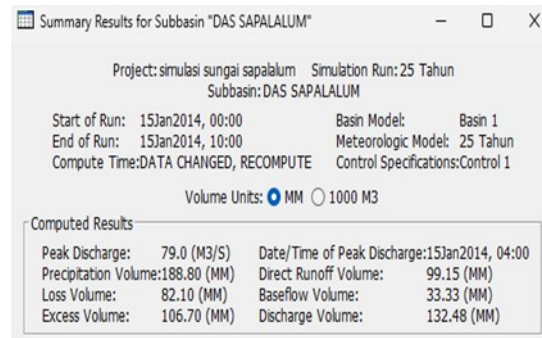 Summary Results for Subbasin "DAS SAPALALUM"
Project: simulasi sungai sapalalum Simulation Run: 25 Tahun
Subbasin: DAS SAPALALUM
Start of Run: 15Jan2014, 00:00 Basin Model: Basin 1
End of Run: 15Jan2014, 10:00 Meteorologic Model: 25 Tahun
Compute Time:DATA CHANGED, RECOMPUTE Control Specifications:Control 1
Volume Units: MM 1000 M3
Computed Results
Peak Discharge: 79.0 (M3/S) Date/Time of Peak Discharge:15Jan2014, 04:00
Precipitation Volume:188.80 (MM) Direct Runoff Volume: 99.15 (MM)
Loss Volume: 82.10 (MM) Baseflow Volume: 33.33 (MM)
Excess Volume: 106.70 (MM) Discharge Volume: 132.48 (MM)